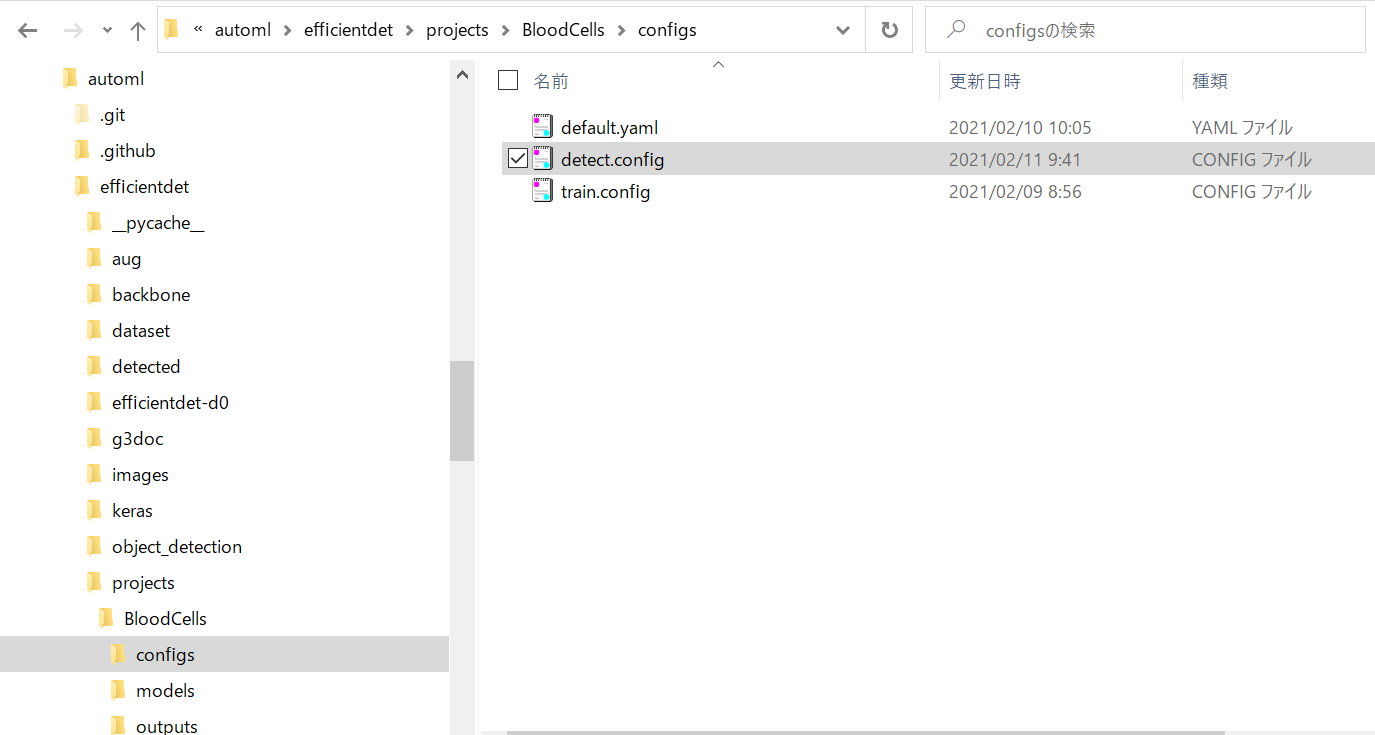 « automl > efficientdet > projects > BloodCells > configs
configsの検索
automl
.git
.github
efficientdet
__pycache__
aug
backbone
dataset
detected
efficientdet-d0
g3doc
images
keras
object_detection
projects
BloodCells
configs
models
outputs
名前 更新日時 種類
default.yaml 2021/02/10 10:05 YAML ファイル
detect.config 2021/02/11 9:41 CONFIG ファイル
train.config 2021/02/09 8:56 CONFIG ファイル